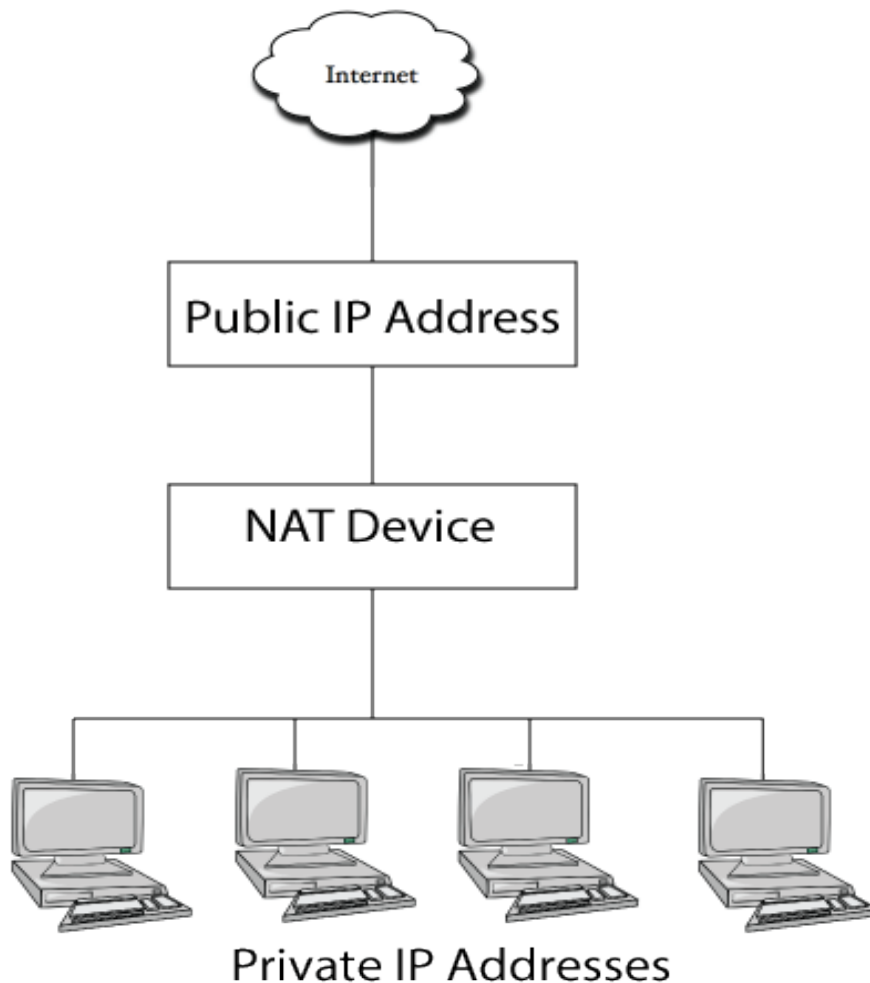 Internet
Public IP Address
NAT Device
Private IP Addresses